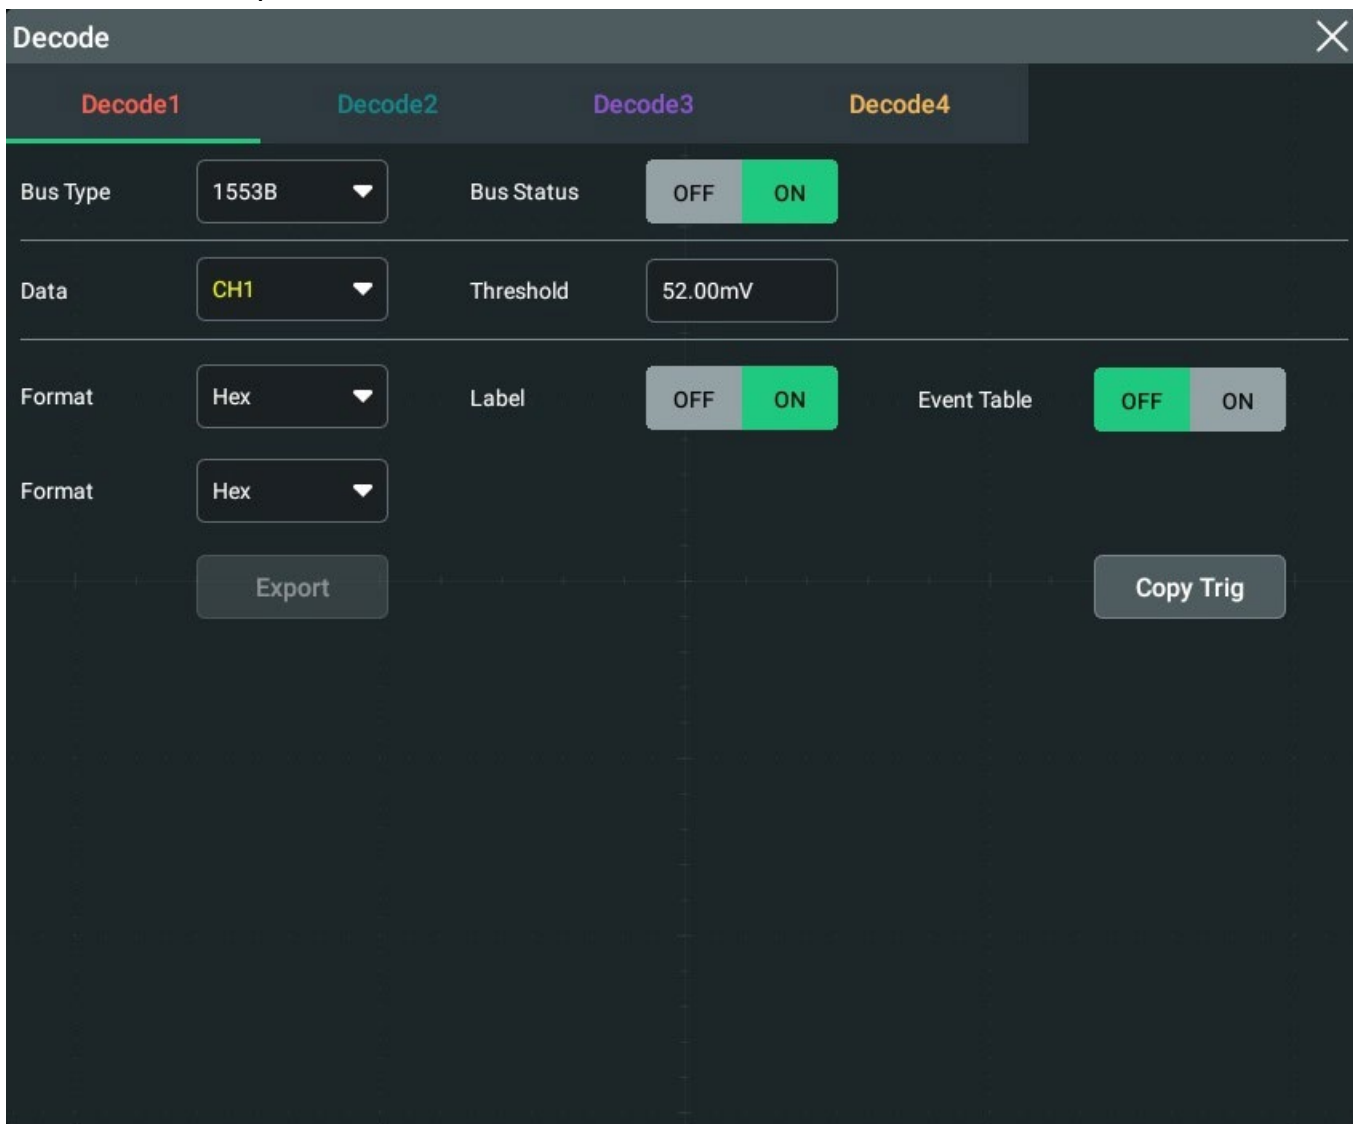 Decode
Decode1 Decode2 Decode3 Decode4
Bus Type 1553B Bus Status OFF ON
Data CH1 Threshold 52.00mV
Format Hex Label OFF ON Event Table OFF ON
Format Hex
Export Copy Trig